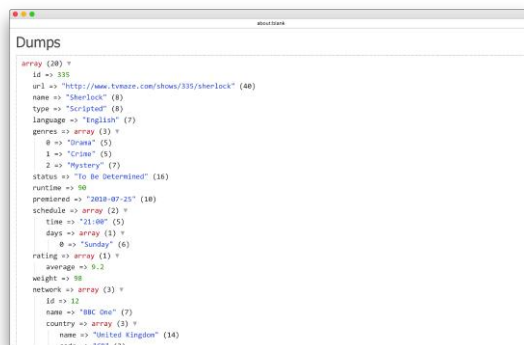 about:blank
Dumps
array (20) ▼
id => 335
url => "http://www.tvmaze.com/shows/335/sherlock" (40)
name => "Sherlock" (8)
type => "Scripted" (8)
language => "English" (7)
genres => array (3) ▼
0 => "Drama" (5)
1 => "Crime" (5)
2 => "Mystery" (7)
status => "To Be Determined" (16)
runtime => 90
premiered => "2010-07-25" (10)
schedule => array (2) ▼
time => "21:00" (5)
days => array (1) ▼
0 => "Sunday" (6)
rating => array (1) ▼
average => 9.2
weight => 98
network => array (3) ▼
id => 12
name => "BBC One" (7)
country => array (3) ▼
name => "United Kingdom" (14)